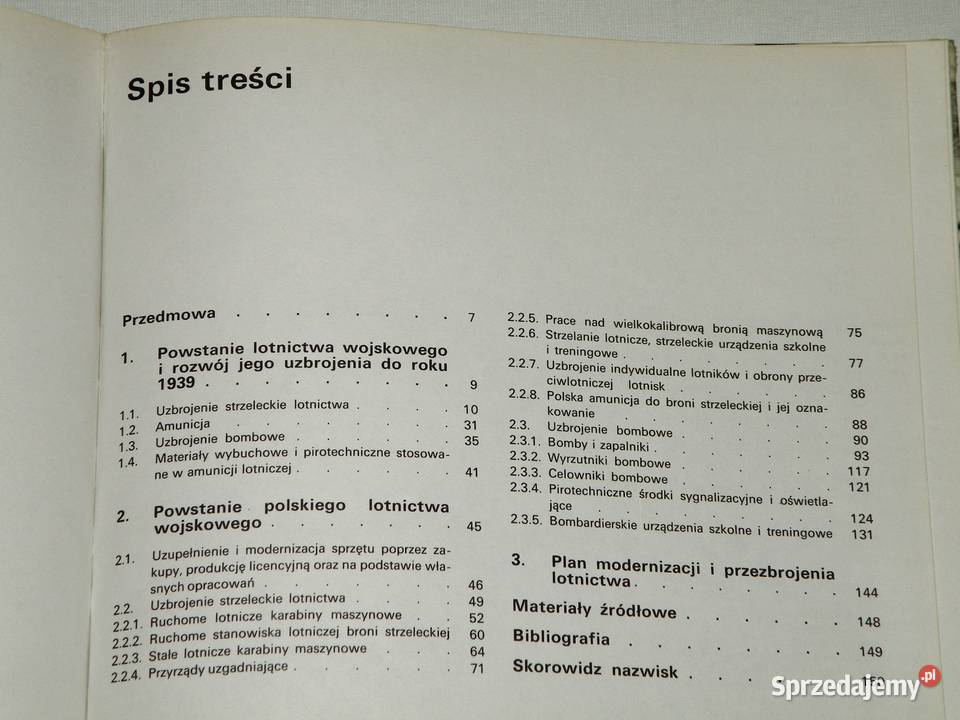 Spis treści
Przedmowa . . . . . . . . 7
1. Powstanie lotnictwa wojskowego
i rozwój jego uzbrojenia do roku
1939 . . . . . . . . . 9
1.1. Uzbrojenie strzeleckie lotnictwa . . . . 10
1.2. Amunicja . . . . . . . . 31
1.3. Uzbrojenie bombowe . . . . . . 35
1.4. Materiały wybuchowe i pirotechniczne stosowa-
ne w amunicji lotniczej . . . . . . 41
2. Powstanie polskiego lotnictwa
wojskowego . . . . . . . 45
2.1. Uzupełnienie i modernizacja sprzętu poprzez za-
kupy, produkcję licencyjną oraz na podstawie wła-
snych opracowań . . . . . . . 46
2.2. Uzbrojenie strzeleckie lotnictwa . . . . 49
2.2.1. Ruchome lotnicze karabiny maszynowe . . 52
2.2.2. Ruchome stanowiska lotniczej broni strzeleckiej 60
2.2.3. Stałe lotnicze karabiny maszynowe . . . 64
2.2.4. Przyrządy uzgadniające . . . . . . 71
2.2.5. Prace nad wielkokalibrową bronią maszynową 75
2.2.6. Strzelanie lotnicze, strzeleckie urządzenia szkolne
i treningowe . . . . . . . 77
2.2.7. Uzbrojenie indywidualne lotników i obrony prze-
ciwlotniczej lotnisk . . . . . . 86
2.2.8. Polska amunicja do broni strzeleckiej i jej ozna-
kowanie . . . . . . . 88
2.3. Uzbrojenie bombowe . . . . . 90
2.3.1. Bomby i zapalniki . . . . . . 93
2.3.2. Wyrzutniki bombowe . . . . . 117
2.3.3. Celowniki bombowe . . . . . 121
2.3.4. Pirotechniczne środki sygnalizacyjne i oświetla-
jące . . . . . . . . 124
2.3.5. Bombardierskie urządzenia szkolne i treningowe 131
3. Plan modernizacji i przezbrojenia
lotnictwa . . . . . . . 144
Materiały źródłowe . . . . . . 148
Bibliografia . . . . . . . 149
Skorowidz nazwisk . . . . .
Sprzedajemy.pl